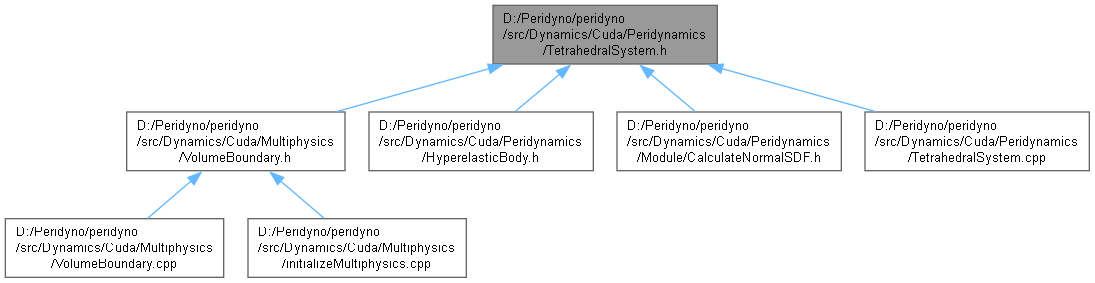 D:/Peridyno/peridyno
/src/Dynamics/Cuda/Peridynamics
/TetrahedralSystem.h
D:/Peridyno/peridyno
/src/Dynamics/Cuda/Multiphysics
/VolumeBoundary.h
D:/Peridyno/peridyno
/src/Dynamics/Cuda/Peridynamics
/HyperelasticBody.h
D:/Peridyno/peridyno
/src/Dynamics/Cuda/Peridynamics
/Module/CalculateNormalSDF.h
D:/Peridyno/peridyno
/src/Dynamics/Cuda/Peridynamics
/TetrahedralSystem.cpp
D:/Peridyno/peridyno
/src/Dynamics/Cuda/Multiphysics
/VolumeBoundary.cpp
D:/Peridyno/peridyno
/src/Dynamics/Cuda/Multiphysics
/initializeMultiphysics.cpp